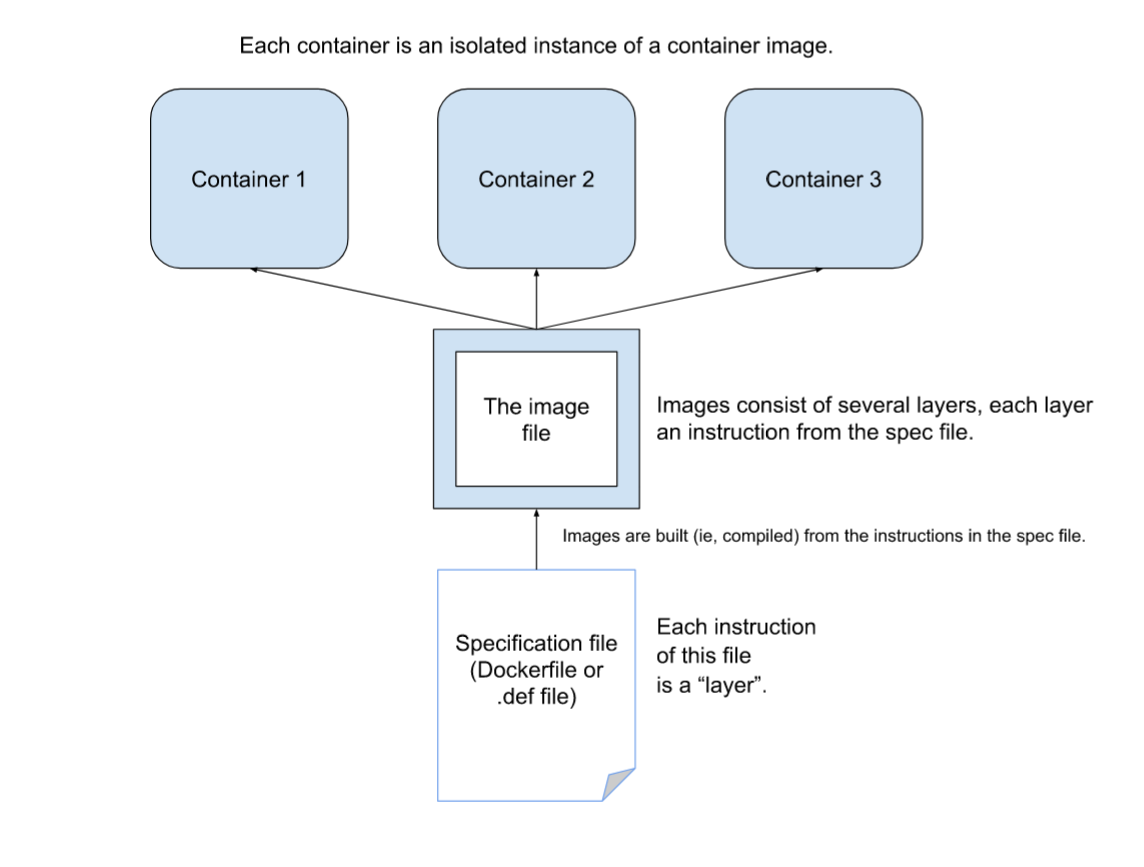 Each container is an isolated instance of a container image.
Container 1
Container 2
Container 3
The image
file
Images consist of several layers, each layer
an instruction from the spec file.
Images are built (ie, compiled) from the instructions in the spec file.
Specification file
(Dockerfile or
.def file)
Each instruction
of this file
is a “layer”.